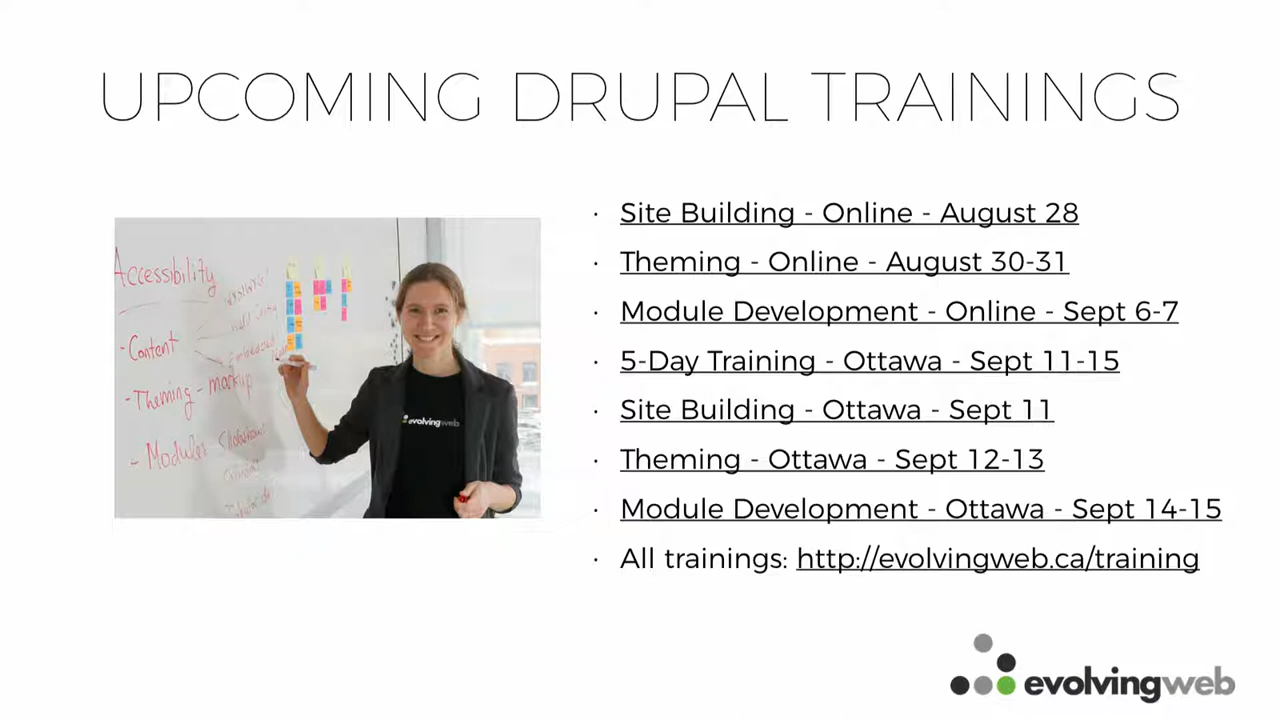 UPCOMING DRUPAL TRAININGS
Accessibility
- Content
- Theming - markup
- Modules
evolvingweb
· Site Building - Online - August 28
· Theming - Online - August 30-31
· Module Development - Online - Sept 6-7
· 5-Day Training - Ottawa - Sept 11-15
· Site Building - Ottawa - Sept 11
· Theming - Ottawa - Sept 12-13
· Module Development - Ottawa - Sept 14-15
· All trainings: http://evolvingweb.ca/training
evolvingweb